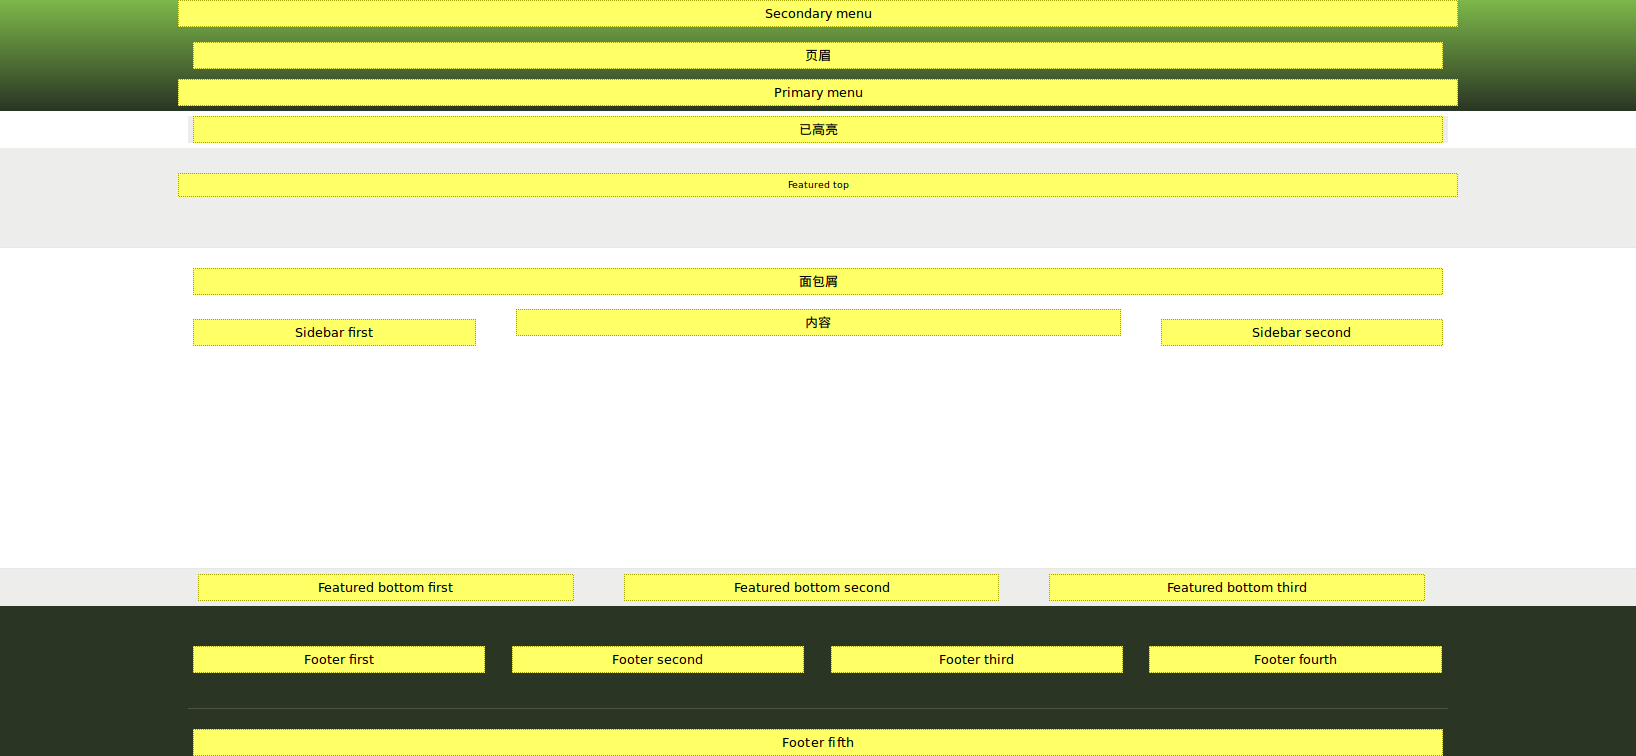 Secondary menu
页眉
Primary menu
已高亮
Featured top
面包屑
Sidebar first
内容
Sidebar second
Featured bottom first
Featured bottom second
Featured bottom third
Footer first
Footer second
Footer third
Footer fourth
Footer fifth